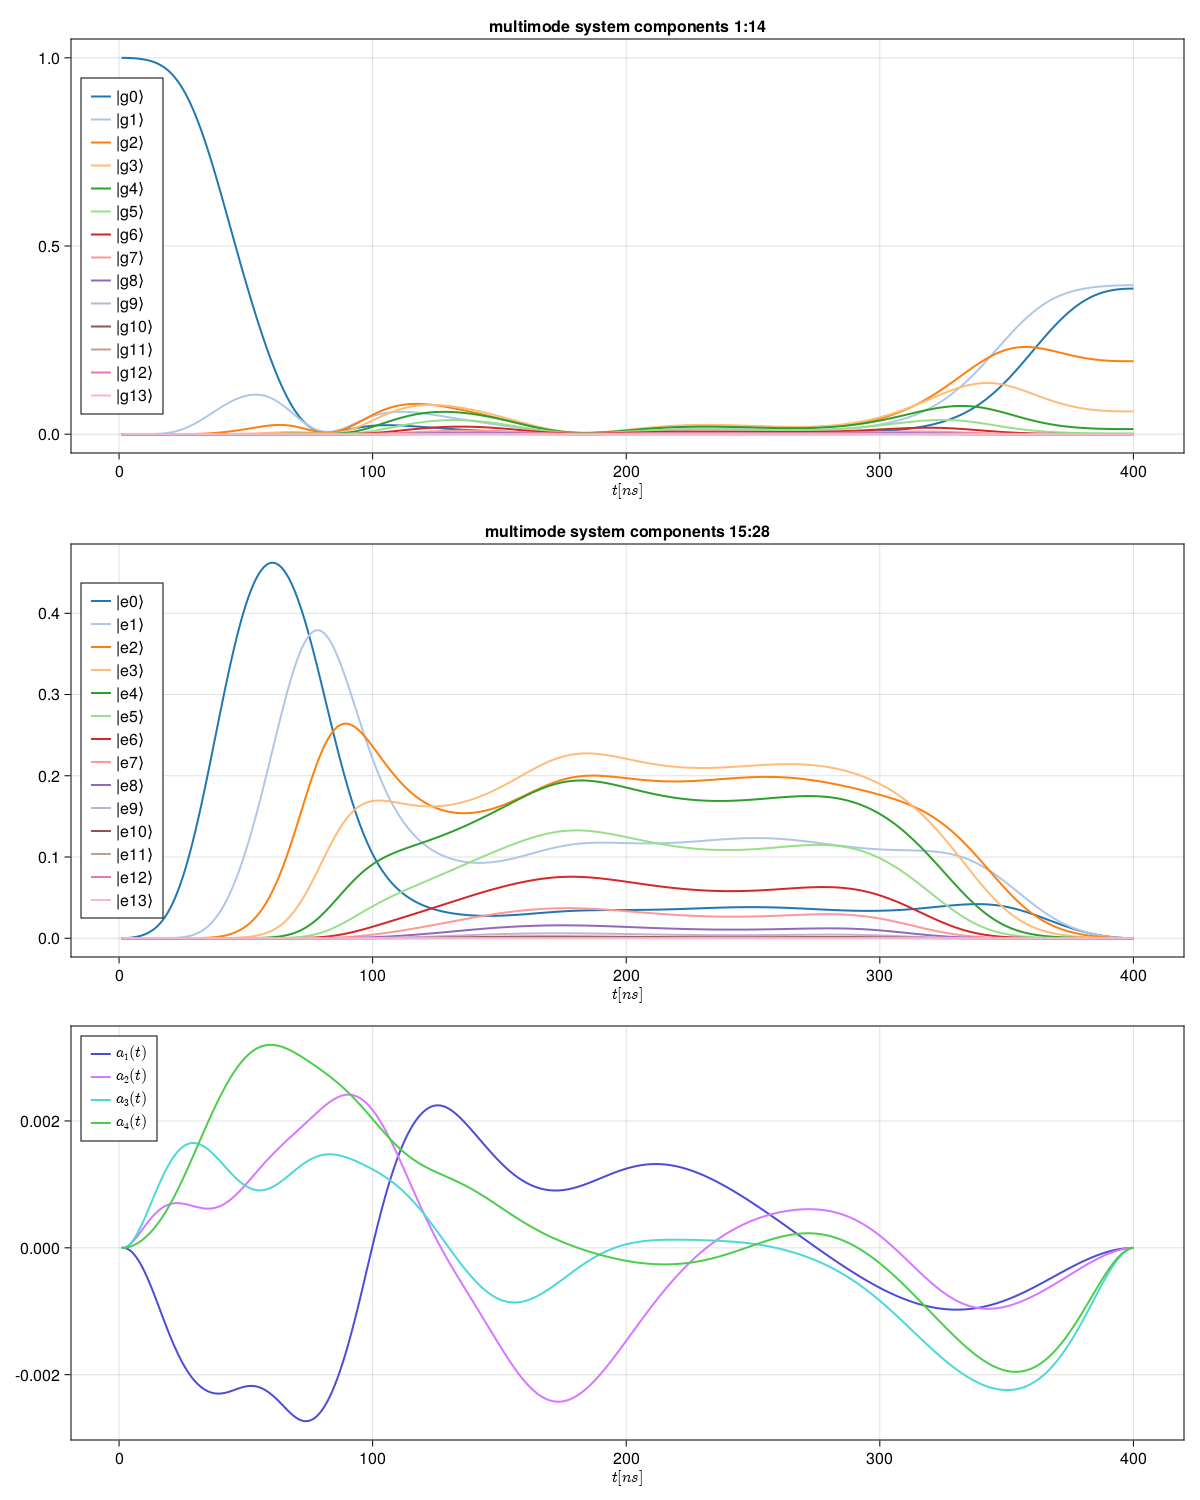 multimode system components 1:14
1.0
|g0⟩
|g1⟩
|g2⟩
|g3⟩
|g4⟩
|g5⟩
|g6⟩
|g7⟩
|g8⟩
|g9⟩
|g10⟩
|g11⟩
|g12⟩
|g13⟩
0.5
0.0
0 100 200 300 400
t[ns]
multimode system components 15:28
|e0⟩
|e1⟩
|e2⟩
|e3⟩
|e4⟩
|e5⟩
|e6⟩
|e7⟩
|e8⟩
|e9⟩
|e10⟩
|e11⟩
|e12⟩
|e13⟩
0.4
0.3
0.2
0.1
0.0
0 100 200 300 400
t[ns]
a₁(t)
a₂(t)
a₃(t)
a₄(t)
0.002
0.000
-0.002
0 100 200 300 400
t[ns]